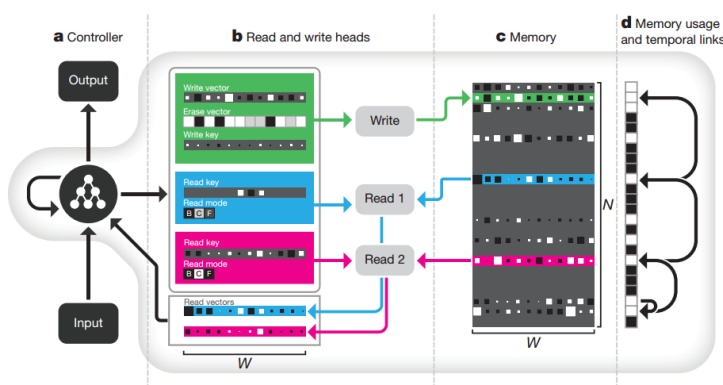 a Controller
b Read and write heads
c Memory
d Memory usage
and temporal links
Output
Input
Write vector
Erase vector
Write key
Read key
Read mode
B C F
Read key
Read mode
B C F
Read vectors
W
Write
Read 1
Read 2
N
W